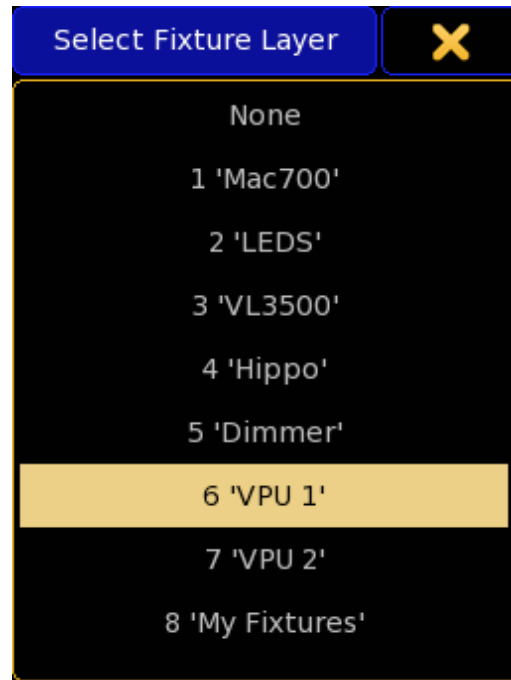 Select Fixture Layer
None
1 'Mac700'
2 'LEDS'
3 'VL3500'
4 'Hippo'
5 'Dimmer'
6 'VPU 1'
7 'VPU 2'
8 'My Fixtures'